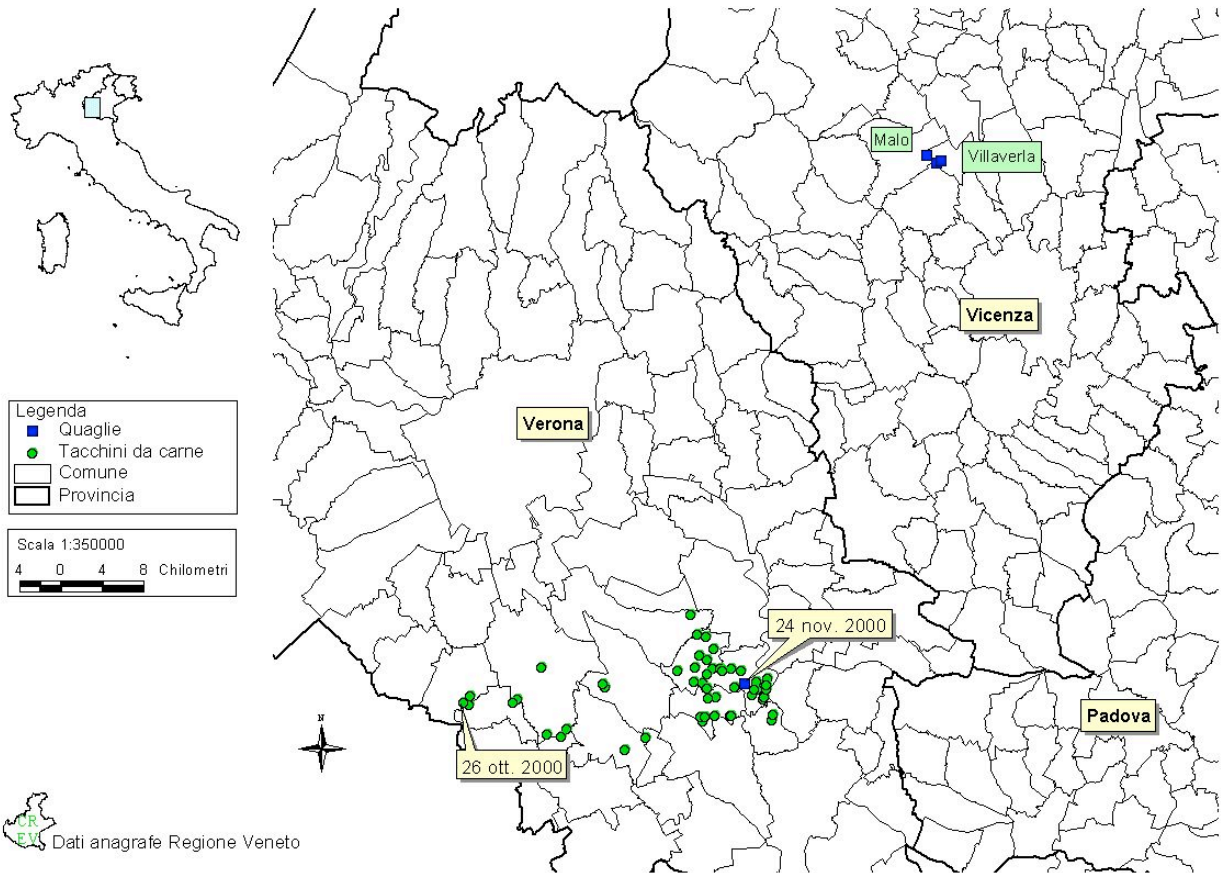 Malo
Villaverla
Vicenza
Verona
Legenda
Quaglie
Tacchini da carne
Comune
Provincia
Scala 1:350000
4 0 4 8 Chilometri
24 nov. 2000
Padova
N
26 ott. 2000
CR
EV
Dati anagrafe Regione Veneto